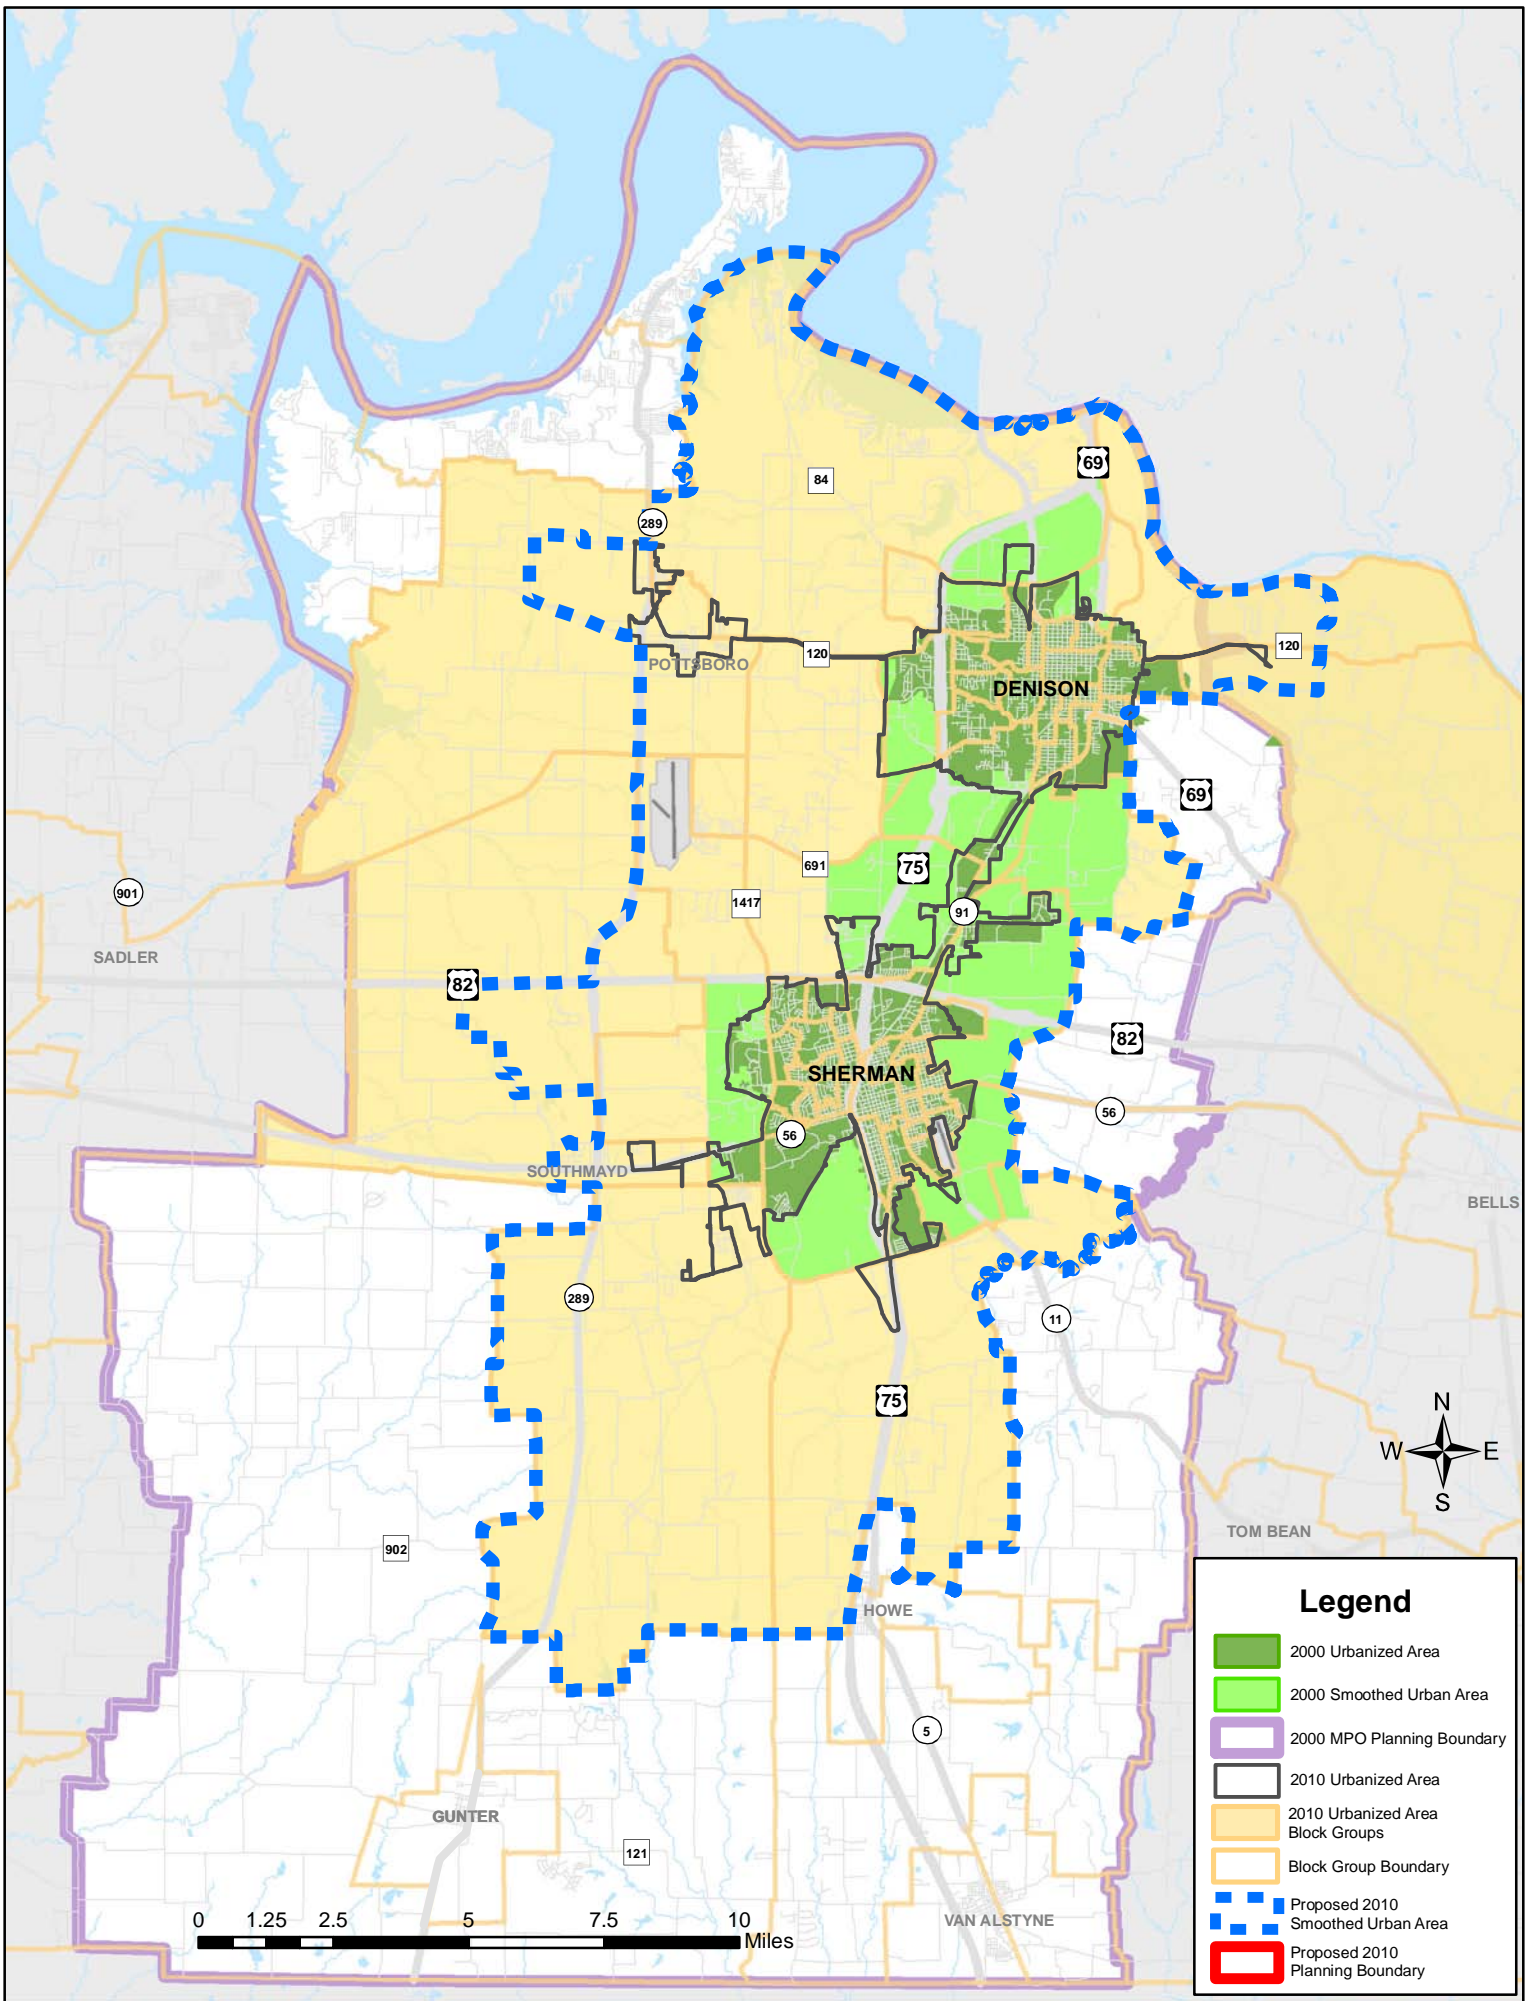 69
84
289
120
120
POTTSBORO
DENISON
69
691
75
901
1417
91
SADLER
82
82
SHERMAN
56
56
SOUTHMAYD
BELLS
289
11
75
N
W
E
S
TOM BEAN
902
HOWE
5
GUNTER
121
VAN ALSTYNE
0 1.25 2.5 5 7.5 10
Miles
Legend
2000 Urbanized Area
2000 Smoothed Urban Area
2000 MPO Planning Boundary
2010 Urbanized Area
2010 Urbanized Area
Block Groups
Block Group Boundary
Proposed 2010
Smoothed Urban Area
Proposed 2010
Planning Boundary